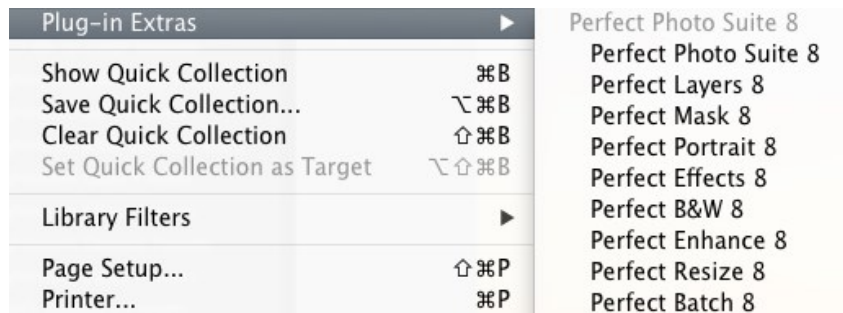 Plug-in Extras ▶
Show Quick Collection ⌘B
Save Quick Collection... ⌥⌘B
Clear Quick Collection ⇧⌘B
Set Quick Collection as Target ⌥⇧⌘B
Library Filters ▶
Page Setup... ⇧⌘P
Printer... ⌘P
Perfect Photo Suite 8
Perfect Photo Suite 8
Perfect Layers 8
Perfect Mask 8
Perfect Portrait 8
Perfect Effects 8
Perfect B&W 8
Perfect Enhance 8
Perfect Resize 8
Perfect Batch 8